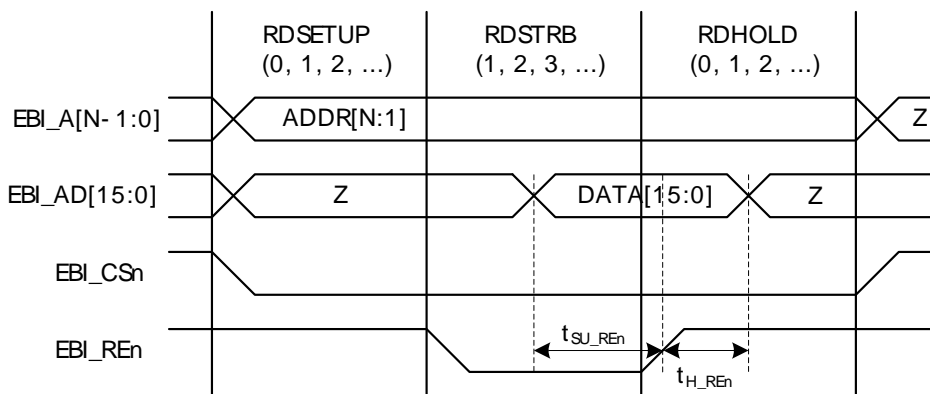 RDSETUP RDSTRB RDHOLD
(0, 1, 2, ...) (1, 2, 3, ...) (0, 1, 2, ...)
EBI_A[N-1:0] ADDR[N:1] Z
EBI_AD[15:0] Z DATA[15:0] Z
EBI_CSn
EBI_REn tSU_REn
tH_REn